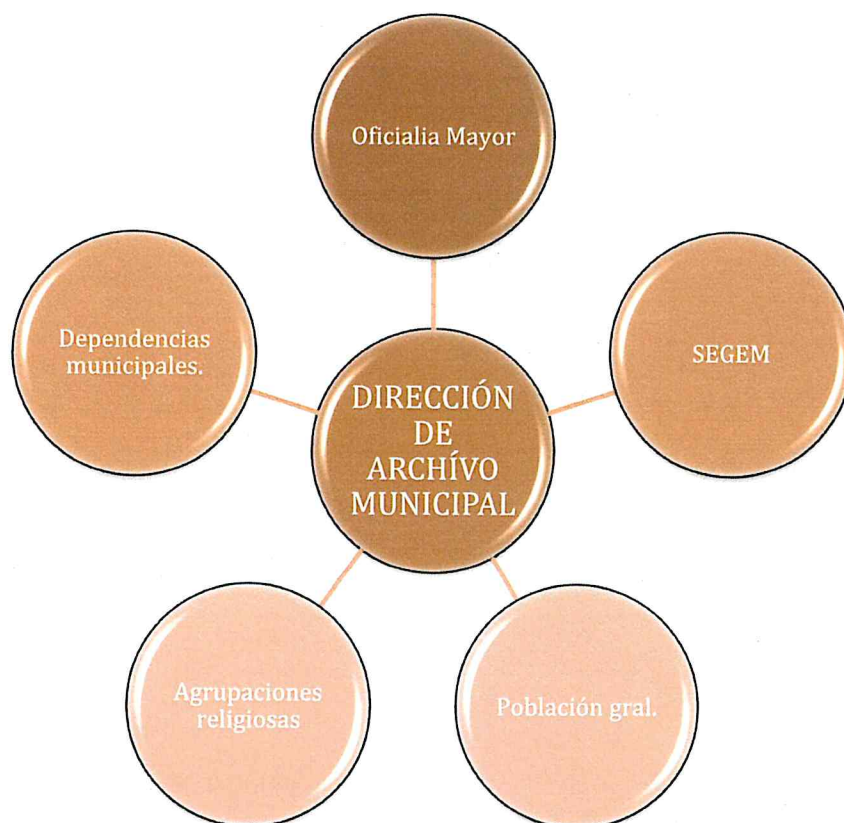 Oficialia Mayor
Dependencias
municipales.
SEGEM
DIRECCIÓN
DE
ARCHÍVO
MUNICIPAL
Agrupaciones
religiosas
Población gral.